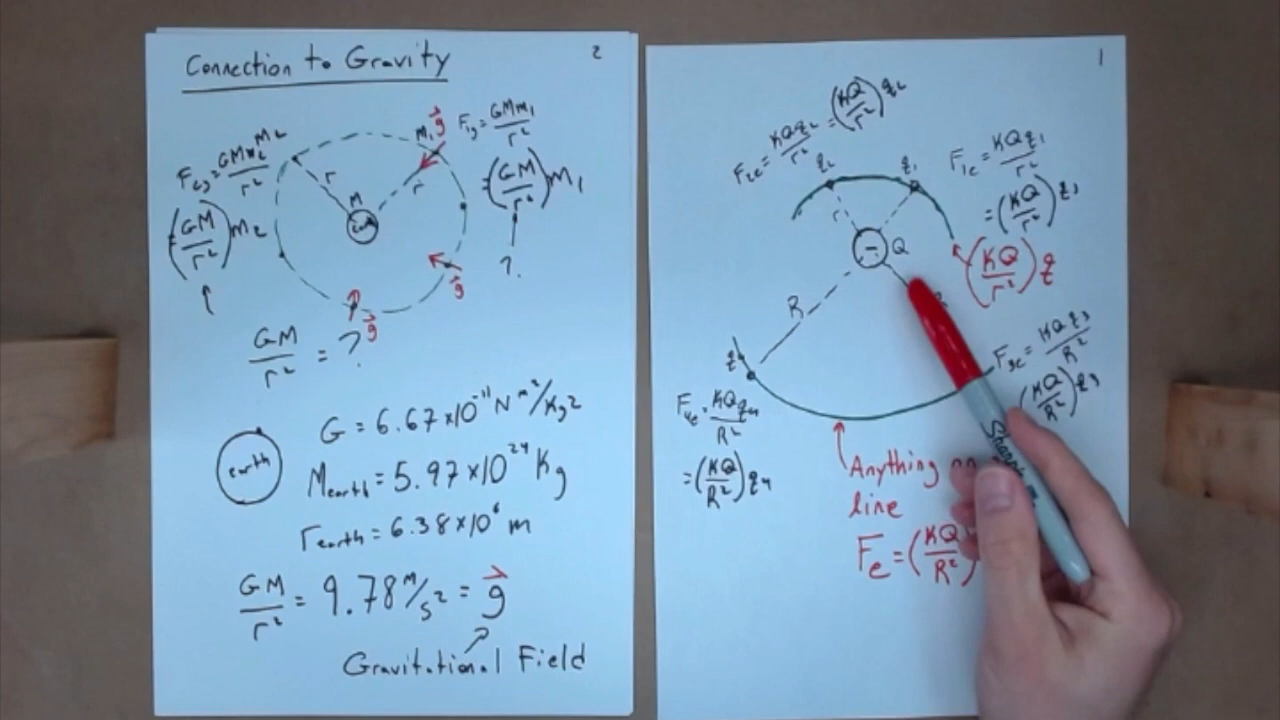 Connection to Gravity
2
M₂
M₁
g⃗
F₁g = GMm₁/r²
F₂g = GMm₂/r²
r
r
M
earth
= (GM/r²)M₁
= (GM/r²)M₂
?
g⃗
g⃗
GM/r² = ?
G = 6.67×10⁻¹¹ N m²/Kg²
earth
Mearth = 5.97×10²⁴ Kg
rearth = 6.38×10⁶ m
GM/r² = 9.78 m/s² = g⃗
Gravitational Field
1
F₂e = KQq₂/r² = (KQ/r²)q₂
q₂
q₁
F₁e = KQq₁/r²
= (KQ/r²)q₁
r
- Q
(KQ/r²)q
R
F₃e = KQq₃/R²
(KQ/R²)q₃
F₄e = KQq₄/R²
= (KQ/R²)q₄
Anything on
line
Fe = (KQ/R²)